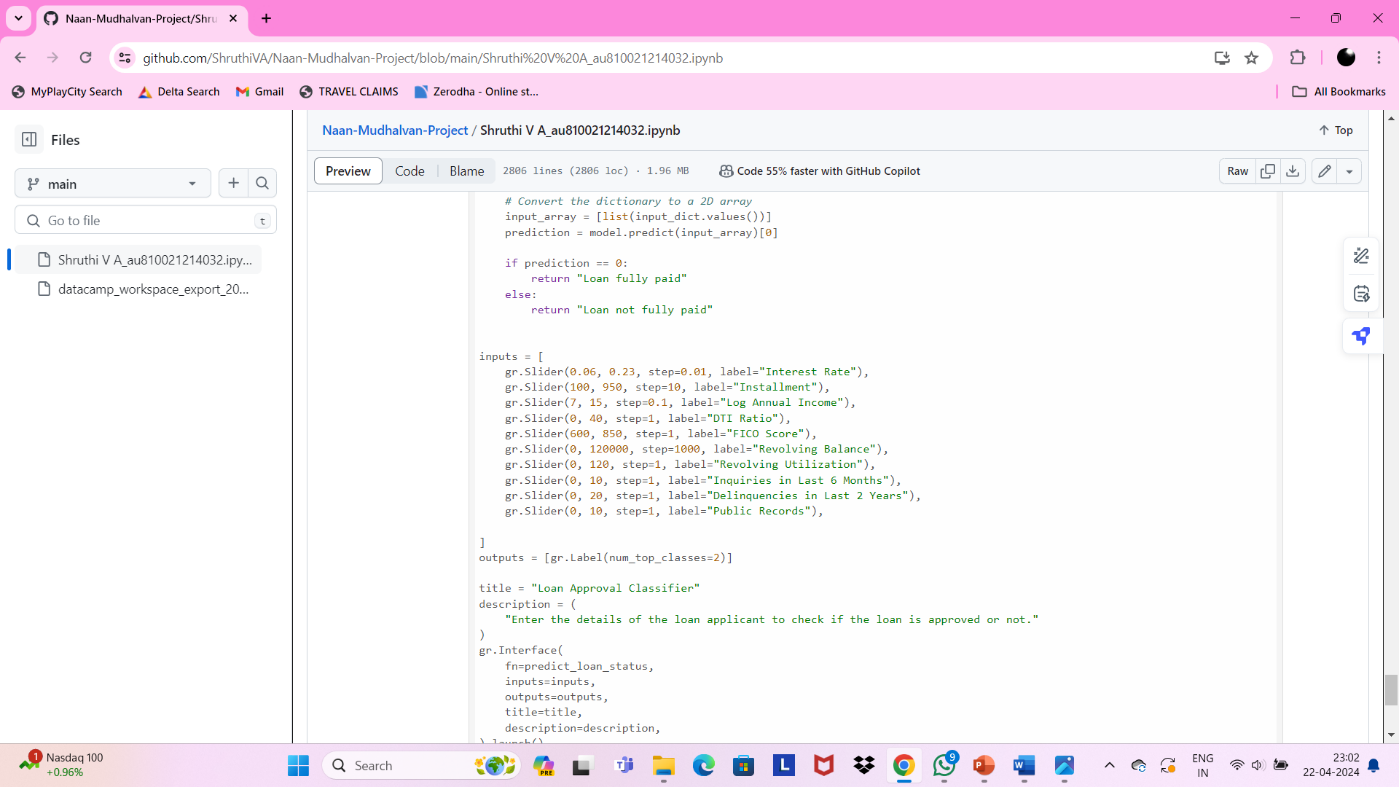 Naan-Mudhalvan-Project/Shru
github.com/ShruthiVA/Naan-Mudhalvan-Project/blob/main/Shruthi%20V%20A_au810021214032.ipynb
MyPlayCity Search
Delta Search
Gmail
TRAVEL CLAIMS
Zerodha - Online st...
All Bookmarks
Files
main
Go to file
t
Shruthi V A_au810021214032.ipy...
datacamp_workspace_export_20...
Naan-Mudhalvan-Project / Shruthi V A_au810021214032.ipynb
Top
Preview
Code
Blame
2806 lines (2806 loc) · 1.96 MB
Code 55% faster with GitHub Copilot
Raw
# Convert the dictionary to a 2D array
input_array = [list(input_dict.values())]
prediction = model.predict(input_array)[0]
if prediction == 0:
return "Loan fully paid"
else:
return "Loan not fully paid"
inputs = [
gr.Slider(0.06, 0.23, step=0.01, label="Interest Rate"),
gr.Slider(100, 950, step=10, label="Installment"),
gr.Slider(7, 15, step=0.1, label="Log Annual Income"),
gr.Slider(0, 40, step=1, label="DTI Ratio"),
gr.Slider(600, 850, step=1, label="FICO Score"),
gr.Slider(0, 120000, step=1000, label="Revolving Balance"),
gr.Slider(0, 120, step=1, label="Revolving Utilization"),
gr.Slider(0, 10, step=1, label="Inquiries in Last 6 Months"),
gr.Slider(0, 20, step=1, label="Delinquencies in Last 2 Years"),
gr.Slider(0, 10, step=1, label="Public Records"),
]
outputs = [gr.Label(num_top_classes=2)]
title = "Loan Approval Classifier"
description = (
"Enter the details of the loan applicant to check if the loan is approved or not."
)
gr.Interface(
fn=predict_loan_status,
inputs=inputs,
outputs=outputs,
title=title,
description=description,
).launch()
1
Nasdaq 100
+0.96%
Search
PRE
L
9
P
W
ENG
IN
23:02
22-04-2024